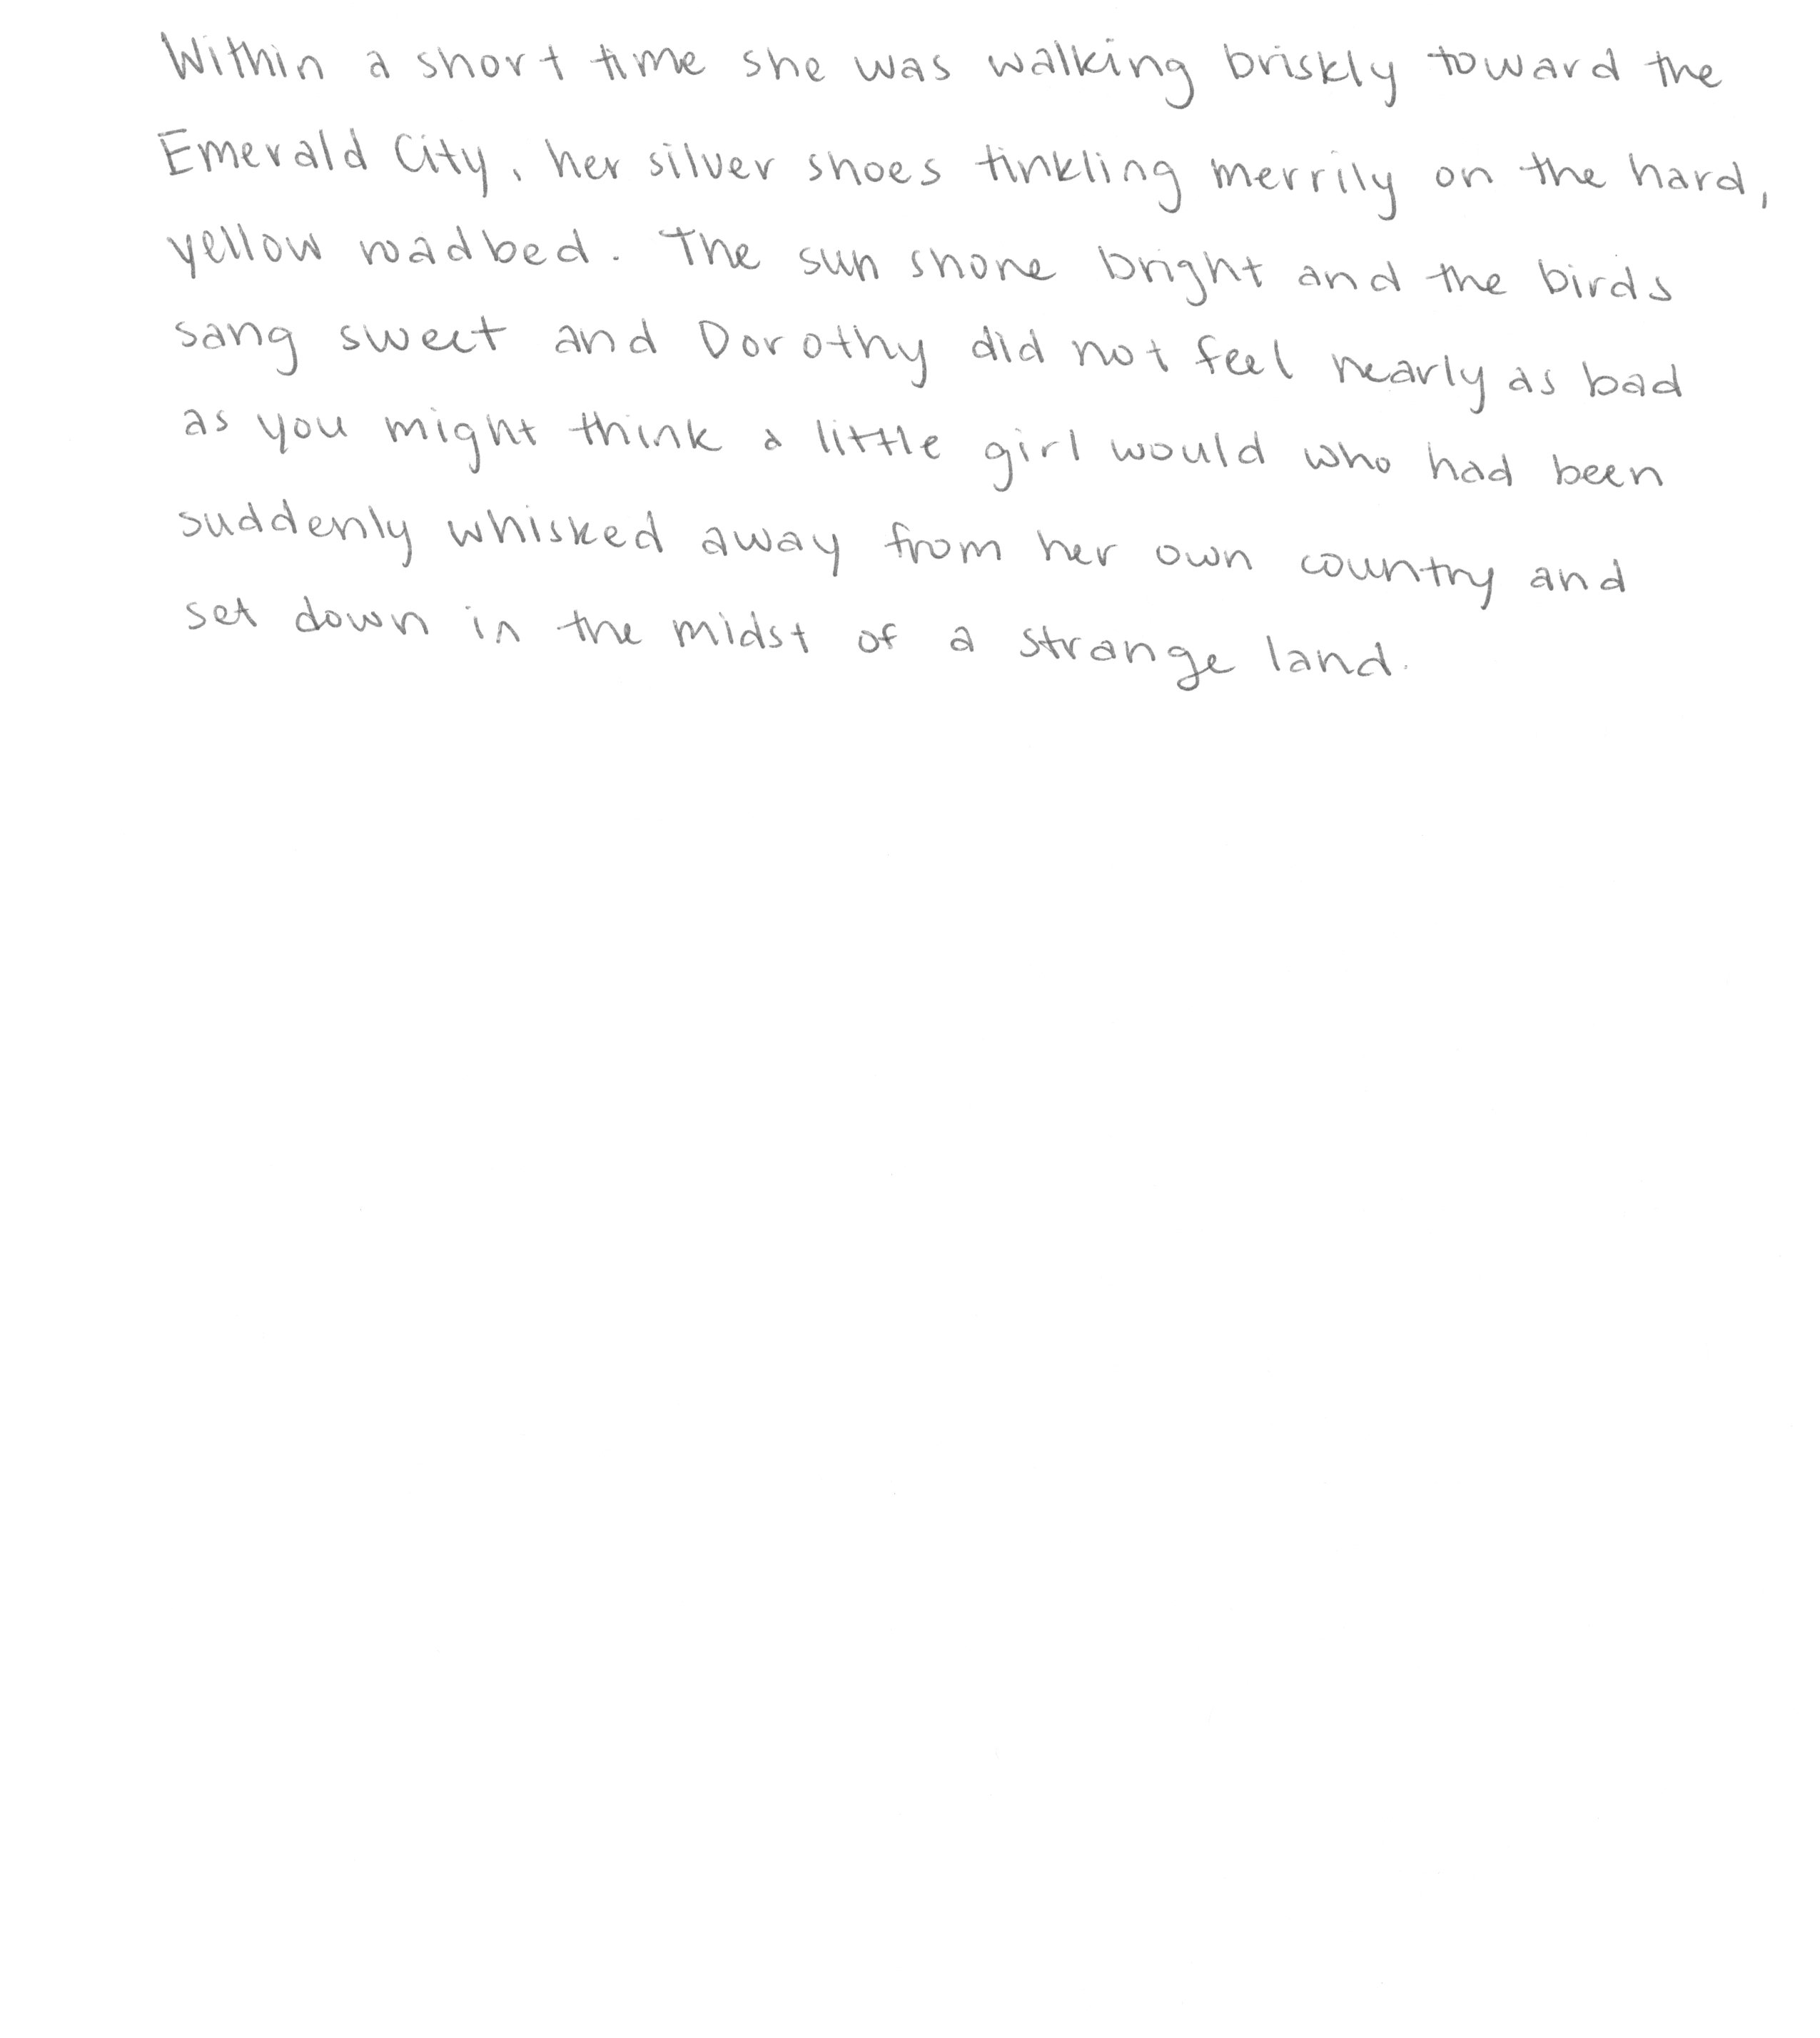 Within a short time she was walking briskly toward the
Emerald City, her silver shoes tinkling merrily on the hard,
yellow roadbed. The sun shone bright and the birds
sang sweet and Dorothy did not feel nearly as bad
as you might think a little girl would who had been
suddenly whisked away from her own country and
set down in the midst of a strange land.